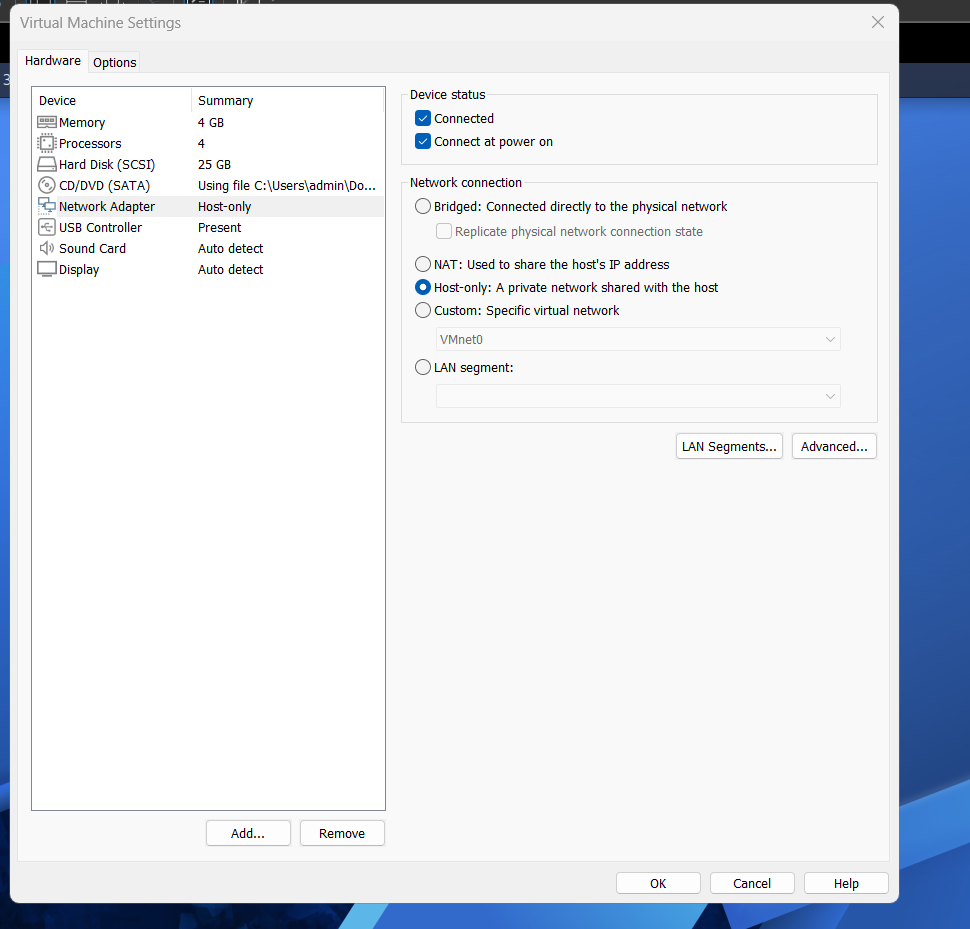 Virtual Machine Settings
Hardware Options
Device Summary
Memory 4 GB
Processors 4
Hard Disk (SCSI) 25 GB
CD/DVD (SATA) Using file C:\Users\admin\Do...
Network Adapter Host-only
USB Controller Present
Sound Card Auto detect
Display Auto detect
Add... Remove
Device status
Connected
Connect at power on
Network connection
Bridged: Connected directly to the physical network
Replicate physical network connection state
NAT: Used to share the host's IP address
Host-only: A private network shared with the host
Custom: Specific virtual network
VMnet0
LAN segment:
LAN Segments... Advanced...
OK Cancel Help